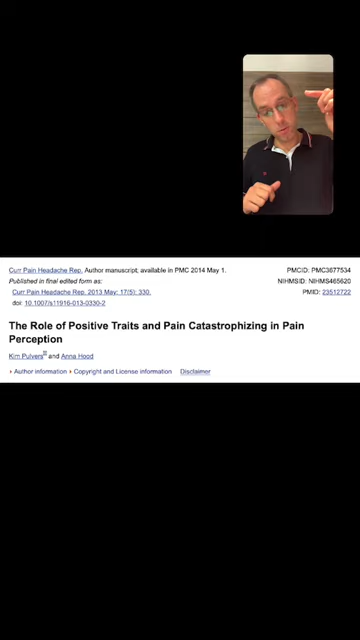 Curr Pain Headache Rep. Author manuscript, available in PMC 2014 May 1.
PMCID: PMC3677534
Published in final edited form as:
NIHMSID: NIHMS465620
Curr Pain Headache Rep. 2013 May; 17(5): 330.
PMID: 23512722
doi: 10.1007/s11916-013-0330-2
The Role of Positive Traits and Pain Catastrophizing in Pain
Perception
Kim Pulvers and Anna Hood
Author information Copyright and License information Disclaimer